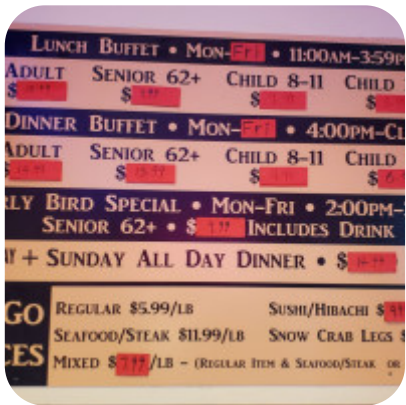 LUNCH BUFFET • MON-Fri • 11:00AM-3:59P
ADULT SENIOR 62+ CHILD 8-11 CHILD
$ $ $ $
DINNER BUFFET • MON-Fri • 4:00PM-CL
ADULT SENIOR 62+ CHILD 8-11 CHILD
$ $ $
RLY BIRD SPECIAL • MON-FRI • 2:00PM-
SENIOR 62+ • $ INCLUDES DRINK
+ SUNDAY ALL DAY DINNER • $
GO
CES
REGULAR $5.99/LB SUSHI/HIBACHI $
SEAFOOD/STEAK $11.99/LB SNOW CRAB LEGS $
MIXED $7.99/LB - (REGULAR ITEM & SEAFOOD/STEAK OR